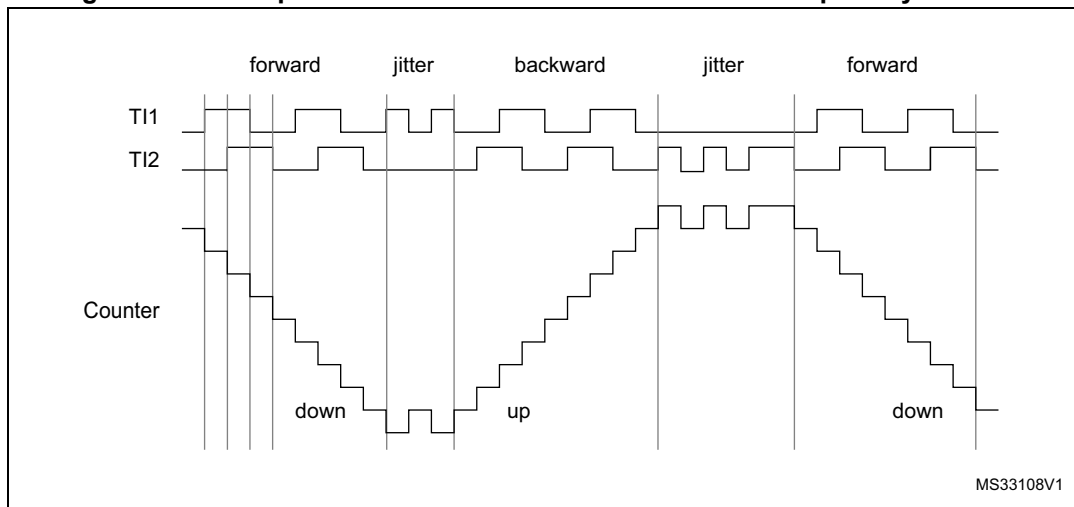 forward jitter backward jitter forward
TI1
TI2
Counter
down up down
MS33108V1